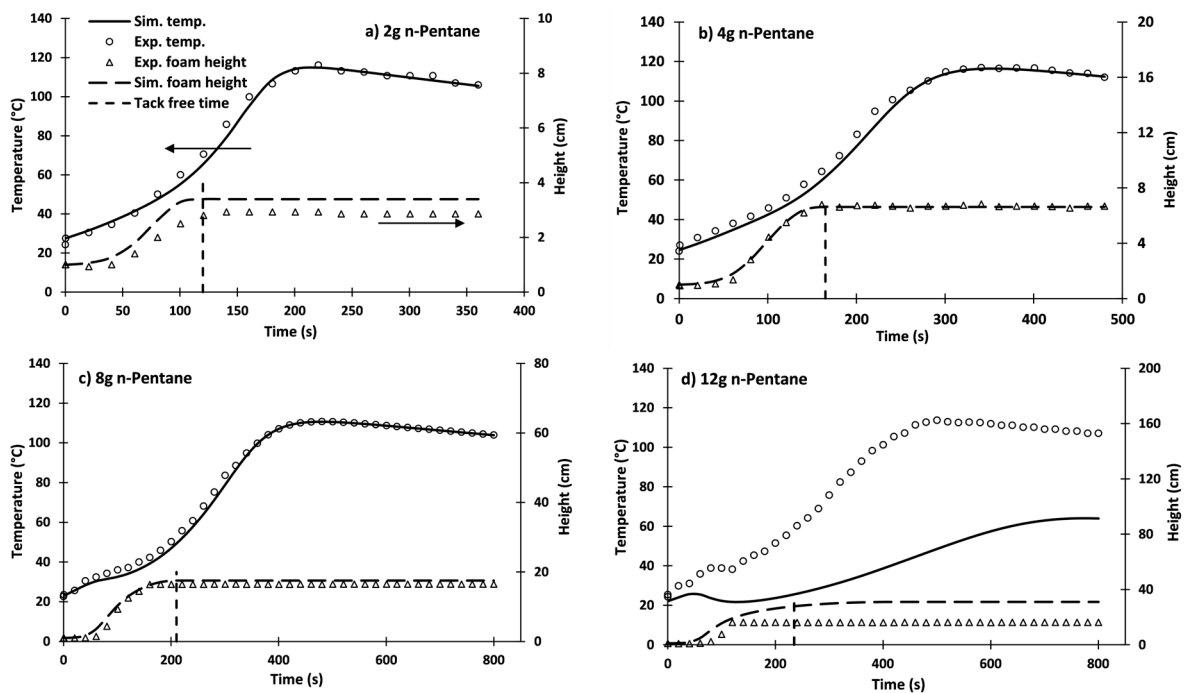 Sim. temp.
Exp. temp.
Exp. foam height
Sim. foam height
Tack free time
a) 2g n-Pentane
Temperature (°C)
140
120
100
80
60
40
20
0
10
8
6
4
2
0
Height (cm)
0 50 100 150 200 250 300 350 400
Time (s)
b) 4g n-Pentane
Temperature (°C)
140
120
100
80
60
40
20
0
20
16
12
8
4
0
Height (cm)
0 100 200 300 400 500
Time (s)
c) 8g n-Pentane
Temperature (°C)
140
120
100
80
60
40
20
0
80
60
40
20
0
Height (cm)
0 200 400 600 800
Time (s)
d) 12g n-Pentane
Temperature (°C)
140
120
100
80
60
40
20
0
200
160
120
80
40
0
Height (cm)
0 200 400 600 800
Time (s)